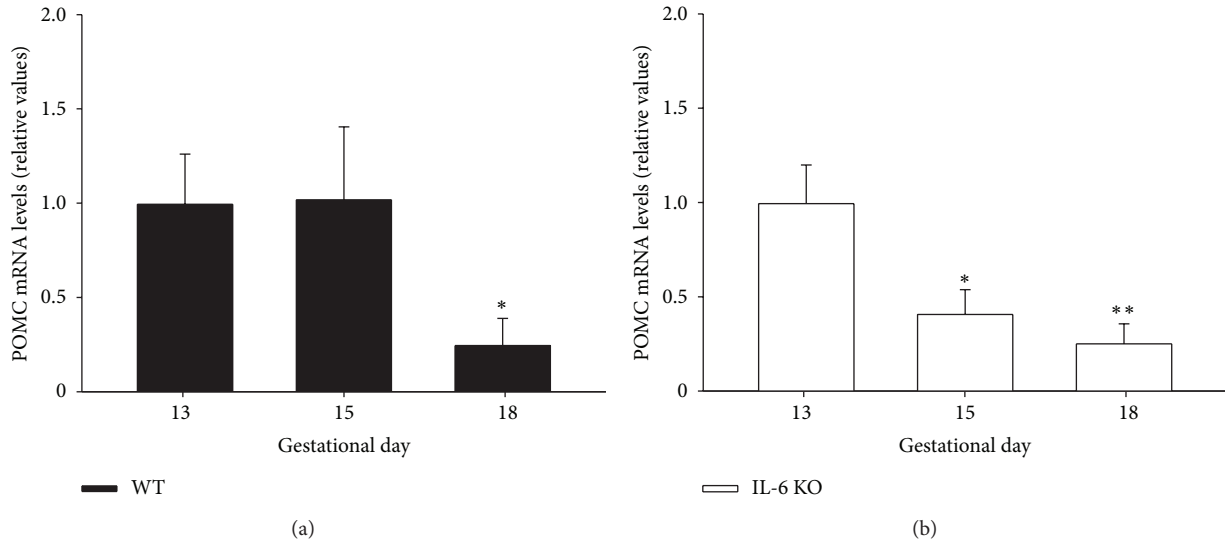 POMC mRNA levels (relative values)
2.0
1.5
1.0
0.5
0
*
13
15
18
Gestational day
WT
(a)
POMC mRNA levels (relative values)
2.0
1.5
1.0
0.5
0
*
**
13
15
18
Gestational day
IL-6 KO
(b)